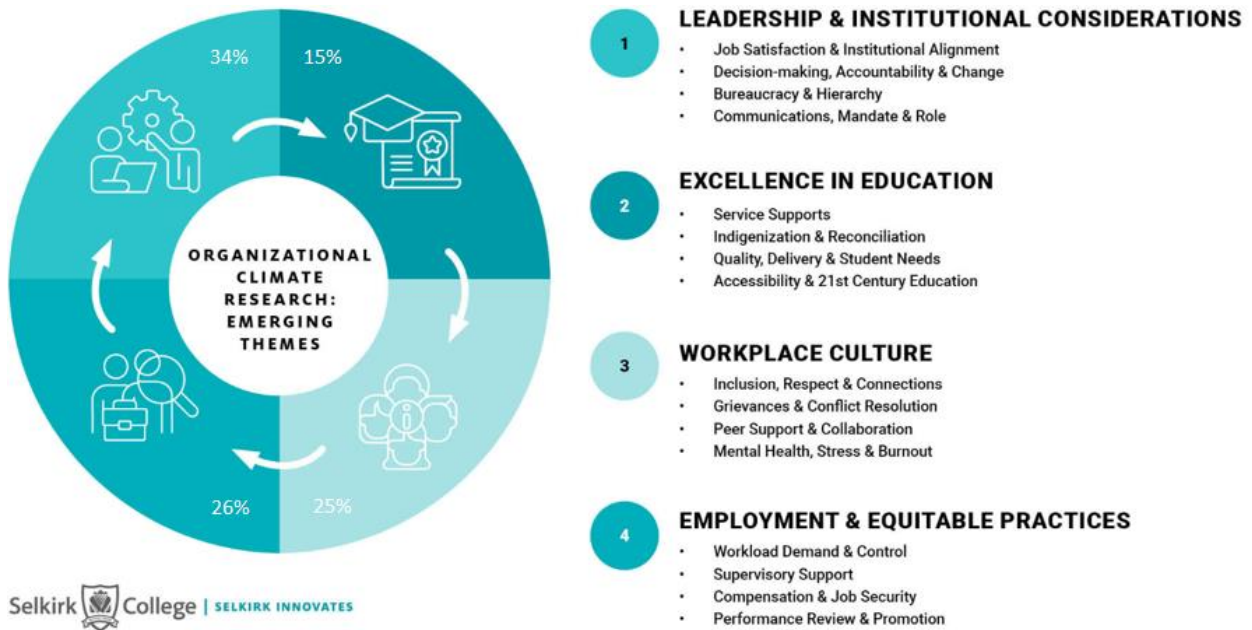 34%
15%
ORGANIZATIONAL
CLIMATE
RESEARCH:
EMERGING
THEMES
26%
25%
Selkirk College | SELKIRK INNOVATES
1
LEADERSHIP & INSTITUTIONAL CONSIDERATIONS
• Job Satisfaction & Institutional Alignment
• Decision-making, Accountability & Change
• Bureaucracy & Hierarchy
• Communications, Mandate & Role
2
EXCELLENCE IN EDUCATION
• Service Supports
• Indigenization & Reconciliation
• Quality, Delivery & Student Needs
• Accessibility & 21st Century Education
3
WORKPLACE CULTURE
• Inclusion, Respect & Connections
• Grievances & Conflict Resolution
• Peer Support & Collaboration
• Mental Health, Stress & Burnout
4
EMPLOYMENT & EQUITABLE PRACTICES
• Workload Demand & Control
• Supervisory Support
• Compensation & Job Security
• Performance Review & Promotion